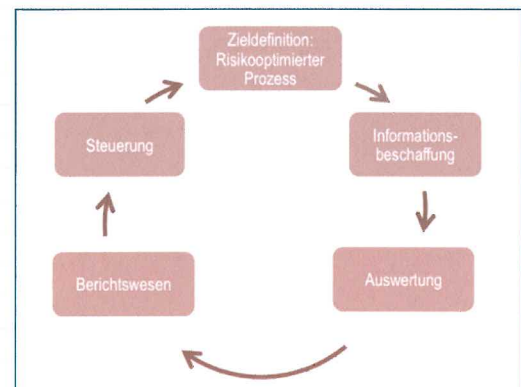 Zieldefinition:
Risikooptimierter
Prozess
Informations-
beschaffung
Auswertung
Berichtswesen
Steuerung